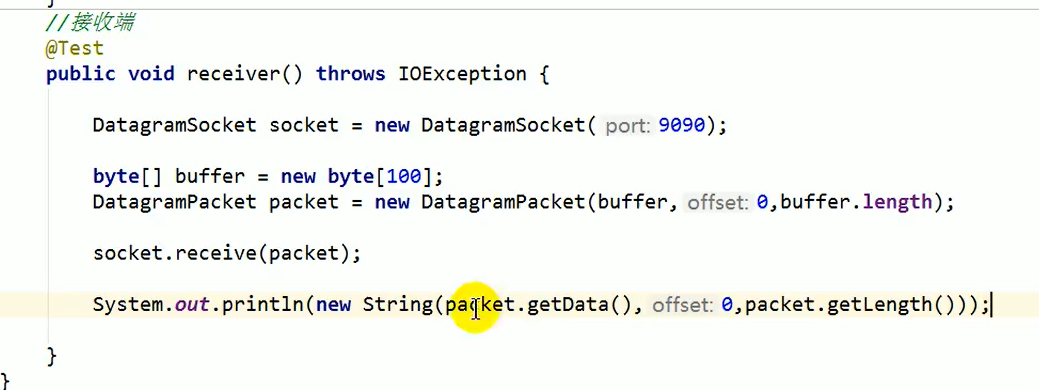 }
//接收端
@Test
public void receiver() throws IOException {
DatagramSocket socket = new DatagramSocket( port: 9090);
byte[] buffer = new byte[100];
DatagramPacket packet = new DatagramPacket(buffer, offset: 0,buffer.length);
socket.receive(packet);
System.out.println(new String(packet.getData(), offset: 0,packet.getLength()));
}
}